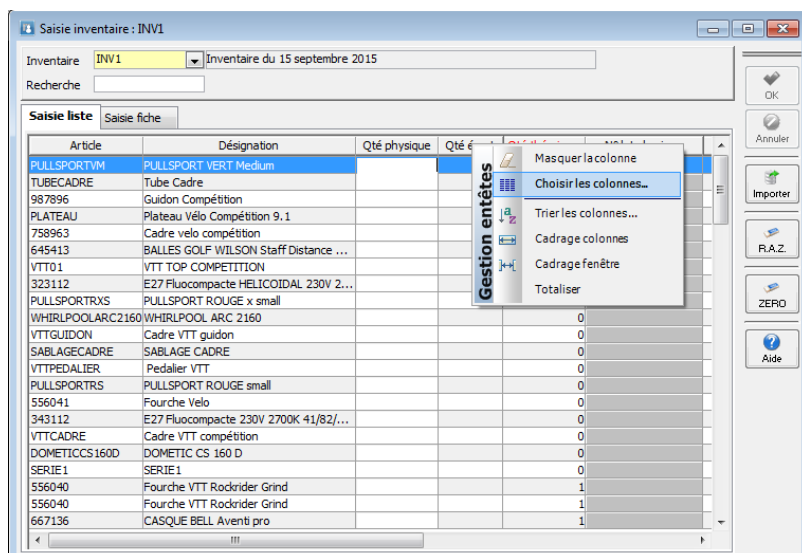 Saisie inventaire : INV1
Inventaire INV1 Inventaire du 15 septembre 2015
Recherche
OK
Annuler
Importer
R.A.Z.
ZERO
Aide
Saisie liste Saisie fiche
Article Désignation Qté physique Qté
Masquer la colonne
Choisir les colonnes...
Trier les colonnes...
Cadrage colonnes
Cadrage fenêtre
Totaliser
Gestion entêtes
PULLSPORTVM PULLSPORT VERT Medium
TUBECADRE Tube Cadre
987896 Guidon Compétition
PLATEAU Plateau Vélo Compétition 9.1
758963 Cadre velo compétition
645413 BALLES GOLF WILSON Staff Distance ...
VTT01 VTT TOP COMPETITION
323112 E27 Fluocompacte HELICOIDAL 230V 2...
PULLSPORTRXS PULLSPORT ROUGE x small
WHIRLPOOLARC2160 WHIRLPOOL ARC 2160 0
VTTGUIDON Cadre VTT guidon 0
SABLAGECADRE SABLAGE CADRE 0
VTTPEDALIER Pedalier VTT 0
PULLSPORTRS PULLSPORT ROUGE small 0
556041 Fourche Velo 0
343112 E27 Fluocompacte 230V 2700K 41/82/... 0
VTTCADRE Cadre VTT compétition 0
DOMETICCS160D DOMETIC CS 160 D 0
SERIE1 SERIE1 0
556040 Fourche VTT Rockrider Grind 1
556040 Fourche VTT Rockrider Grind 1
667136 CASQUE BELL Aventi pro 1